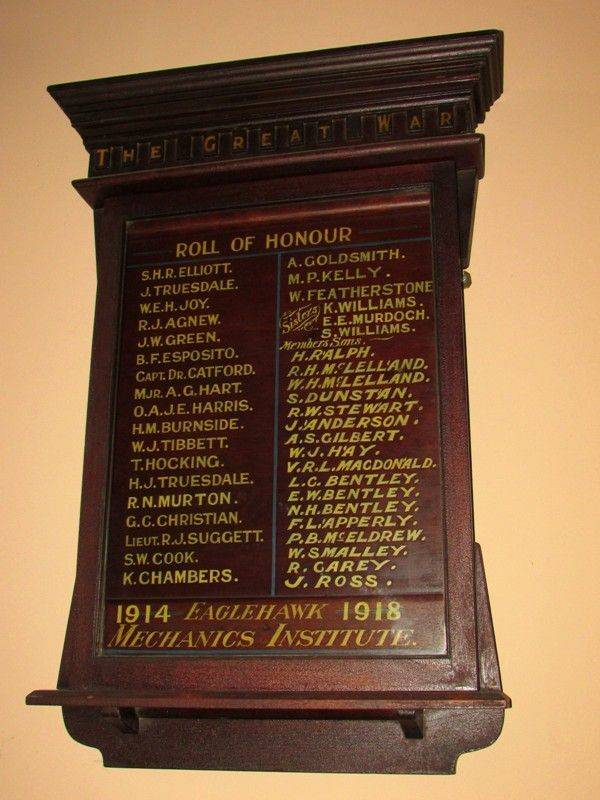 THE GREAT WAR
ROLL OF HONOUR
S.H.R. ELLIOTT.
J. TRUESDALE.
W.E.H. JOY.
R.J. AGNEW.
J.W. GREEN.
B.F. ESPOSITO.
CAPT. DR. CATFORD.
MJR. A.G. HART.
O.A.J.E. HARRIS.
H.M. BURNSIDE.
W.J. TIBBETT.
T. HOCKING.
H.J. TRUESDALE.
R.N. MURTON.
G.C. CHRISTIAN.
LIEUT. R.J. SUGGETT.
S.W. COOK.
K. CHAMBERS.
A. GOLDSMITH.
M.P. KELLY.
W. FEATHERSTONE
Sisters
K. WILLIAMS.
E.E. MURDOCH.
S. WILLIAMS.
Members Sons.
H. RALPH.
R.H. McLELLAND.
W.H. McLELLAND.
S. DUNSTAN.
R.W. STEWART.
J. ANDERSON.
A.S. GILBERT.
W.J. HAY.
V.R.L. MACDONALD.
L.C. BENTLEY.
E.W. BENTLEY.
N.H. BENTLEY.
F.L. APPERLY.
P.B. McELDREW.
W. SMALLEY.
R. CAREY.
J. ROSS.
1914 EAGLEHAWK 1918
MECHANICS INSTITUTE.